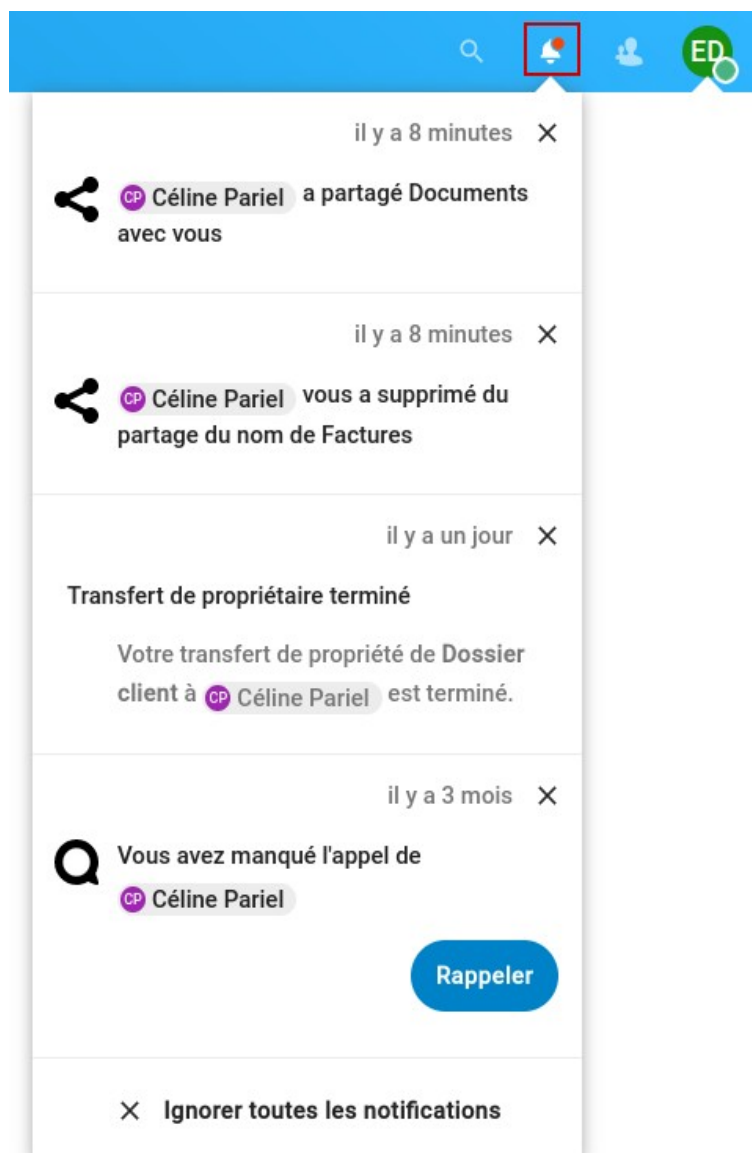 ED
il y a 8 minutes
CP Céline Pariel a partagé Documents
avec vous
il y a 8 minutes
CP Céline Pariel vous a supprimé du
partage du nom de Factures
il y a un jour
Transfert de propriétaire terminé
Votre transfert de propriété de Dossier
client à CP Céline Pariel est terminé.
il y a 3 mois
Vous avez manqué l'appel de
CP Céline Pariel
Rappeler
Ignorer toutes les notifications